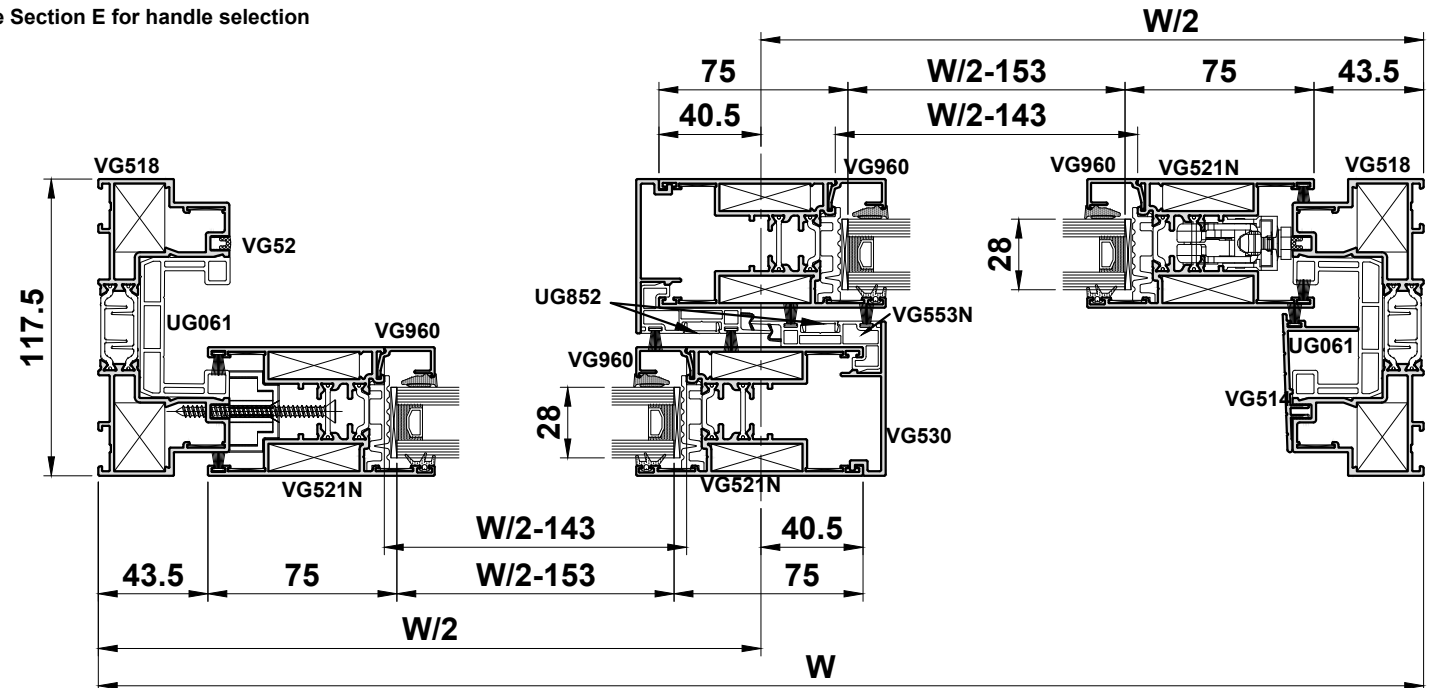 Section E for handle selection
W/2
75
W/2-153
75
43.5
40.5
W/2-143
VG518
VG960
VG960
VG521N
VG518
VG52
28
28
117.5
UG061
UG852
VG553N
UG061
VG960
VG960
VG514
VG530
VG521N
VG521N
W/2-143
40.5
43.5
75
W/2-153
75
W/2
W